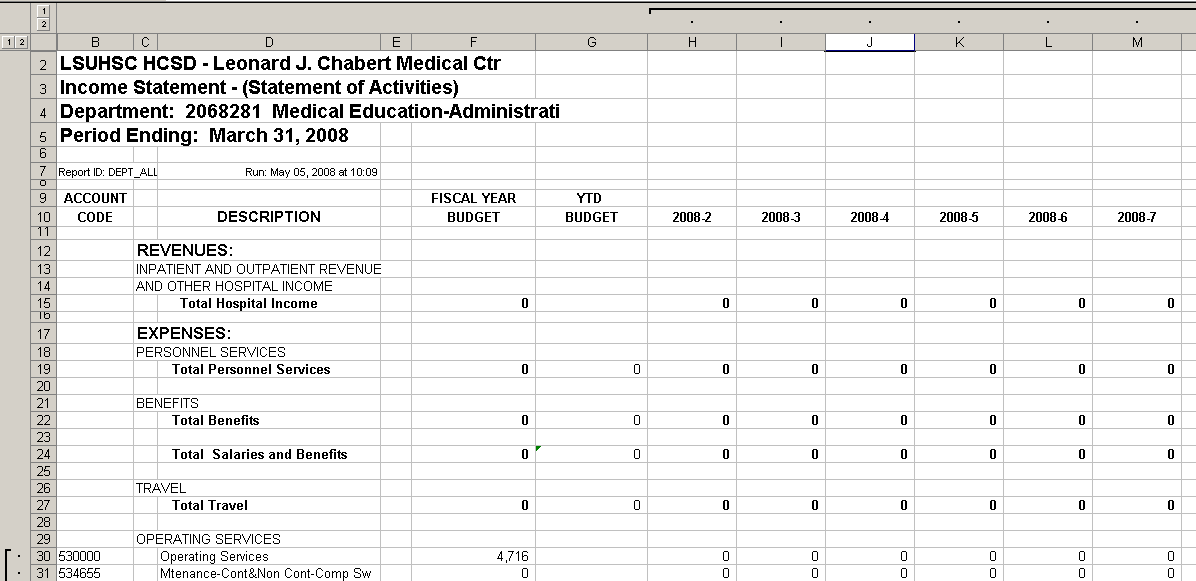 1
2
1 2 B C D E F G H I J K L M
2 LSUHSC HCSD - Leonard J. Chabert Medical Ctr
3 Income Statement - (Statement of Activities)
4 Department: 2068281 Medical Education-Administrati
5 Period Ending: March 31, 2008
6
7 Report ID: DEPT_ALL Run: May 05, 2008 at 10:09
8
9 ACCOUNT FISCAL YEAR YTD
10 CODE DESCRIPTION BUDGET BUDGET 2008-2 2008-3 2008-4 2008-5 2008-6 2008-7
11
12 REVENUES:
13 INPATIENT AND OUTPATIENT REVENUE
14 AND OTHER HOSPITAL INCOME
15 Total Hospital Income 0 0 0 0 0 0 0
16
17 EXPENSES:
18 PERSONNEL SERVICES
19 Total Personnel Services 0 0 0 0 0 0 0 0
20
21 BENEFITS
22 Total Benefits 0 0 0 0 0 0 0 0
23
24 Total Salaries and Benefits 0 0 0 0 0 0 0 0
25
26 TRAVEL
27 Total Travel 0 0 0 0 0 0 0 0
28
29 OPERATING SERVICES
30 530000 Operating Services 4,716 0 0 0 0 0 0
31 534655 Mtenance-Cont&Non Cont-Comp Sw 0 0 0 0 0 0 0